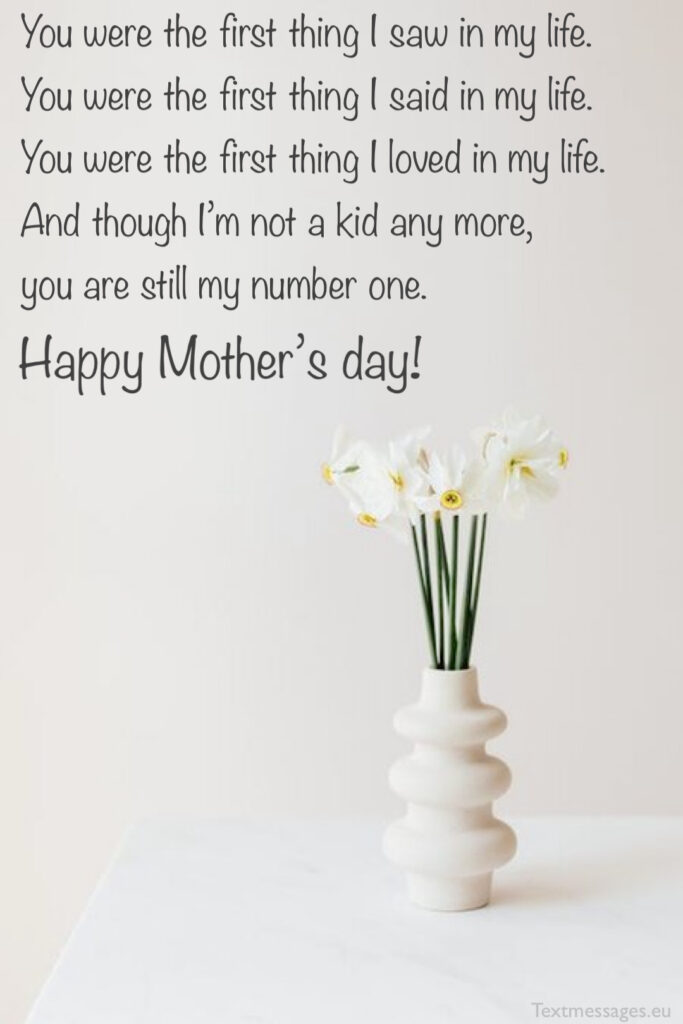 You were the first thing I saw in my life.
You were the first thing I said in my life.
You were the first thing I loved in my life.
And though I'm not a kid any more,
you are still my number one.
Happy Mother's day!
Textmessages.eu